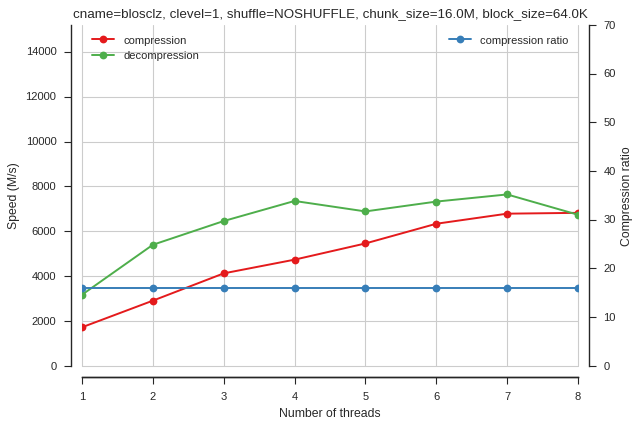 cname=blosclz, clevel=1, shuffle=NOSHUFFLE, chunk_size=16.0M, block_size=64.0K
compression
decompression
compression ratio
14000
12000
10000
8000
6000
4000
2000
0
Speed (M/s)
70
60
50
40
30
20
10
0
Compression ratio
1 2 3 4 5 6 7 8
Number of threads